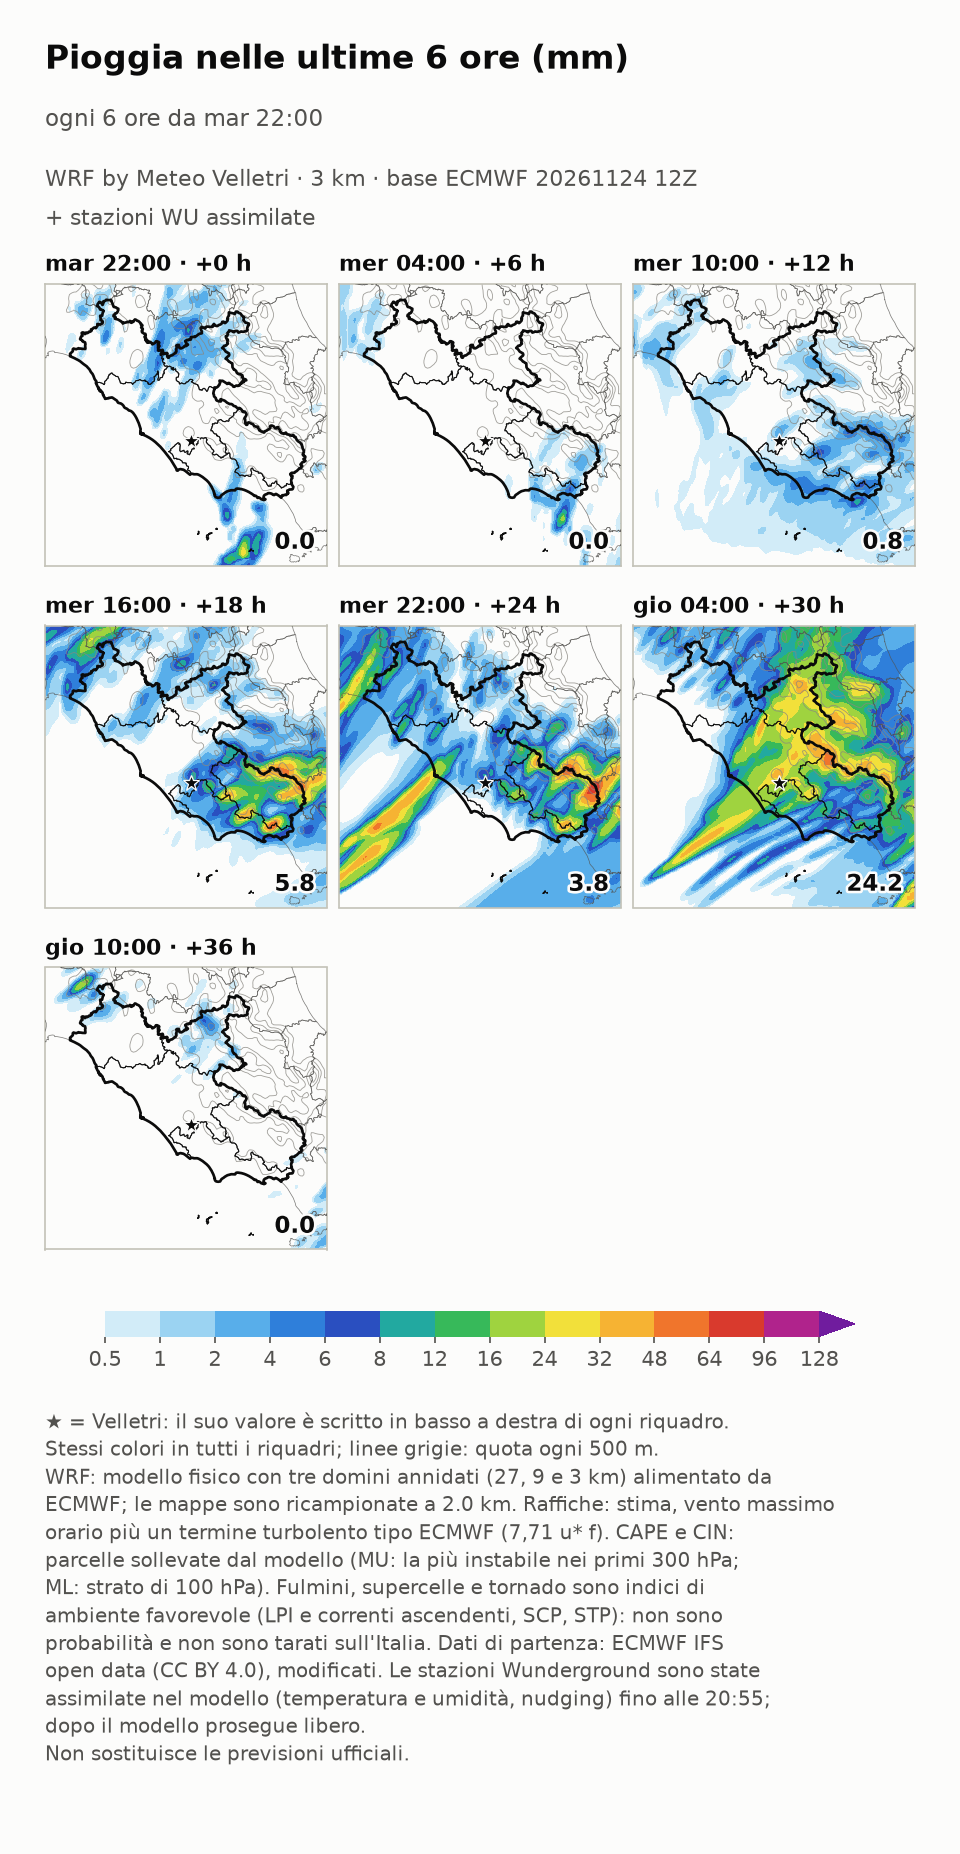 Pioggia nelle ultime 6 ore (mm)
ogni 6 ore da mar 22:00
WRF by Meteo Velletri · 3 km · base ECMWF 20261124 12Z
+ stazioni WU assimilate
mar 22:00 · +0 h
mer 04:00 · +6 h
mer 10:00 · +12 h
0.0
0.0
0.8
mer 16:00 · +18 h
mer 22:00 · +24 h
gio 04:00 · +30 h
5.8
3.8
24.2
gio 10:00 · +36 h
0.0
0.5 1 2 4 6 8 12 16 24 32 48 64 96 128
★ = Velletri: il suo valore è scritto in basso a destra di ogni riquadro.
Stessi colori in tutti i riquadri; linee grigie: quota ogni 500 m.
WRF: modello fisico con tre domini annidati (27, 9 e 3 km) alimentato da
ECMWF; le mappe sono ricampionate a 2.0 km. Raffiche: stima, vento massimo
orario più un termine turbolento tipo ECMWF (7,71 u* f). CAPE e CIN:
parcelle sollevate dal modello (MU: la più instabile nei primi 300 hPa;
ML: strato di 100 hPa). Fulmini, supercelle e tornado sono indici di
ambiente favorevole (LPI e correnti ascendenti, SCP, STP): non sono
probabilità e non sono tarati sull'Italia. Dati di partenza: ECMWF IFS
open data (CC BY 4.0), modificati. Le stazioni Wunderground sono state
assimilate nel modello (temperatura e umidità, nudging) fino alle 20:55;
dopo il modello prosegue libero.
Non sostituisce le previsioni ufficiali.